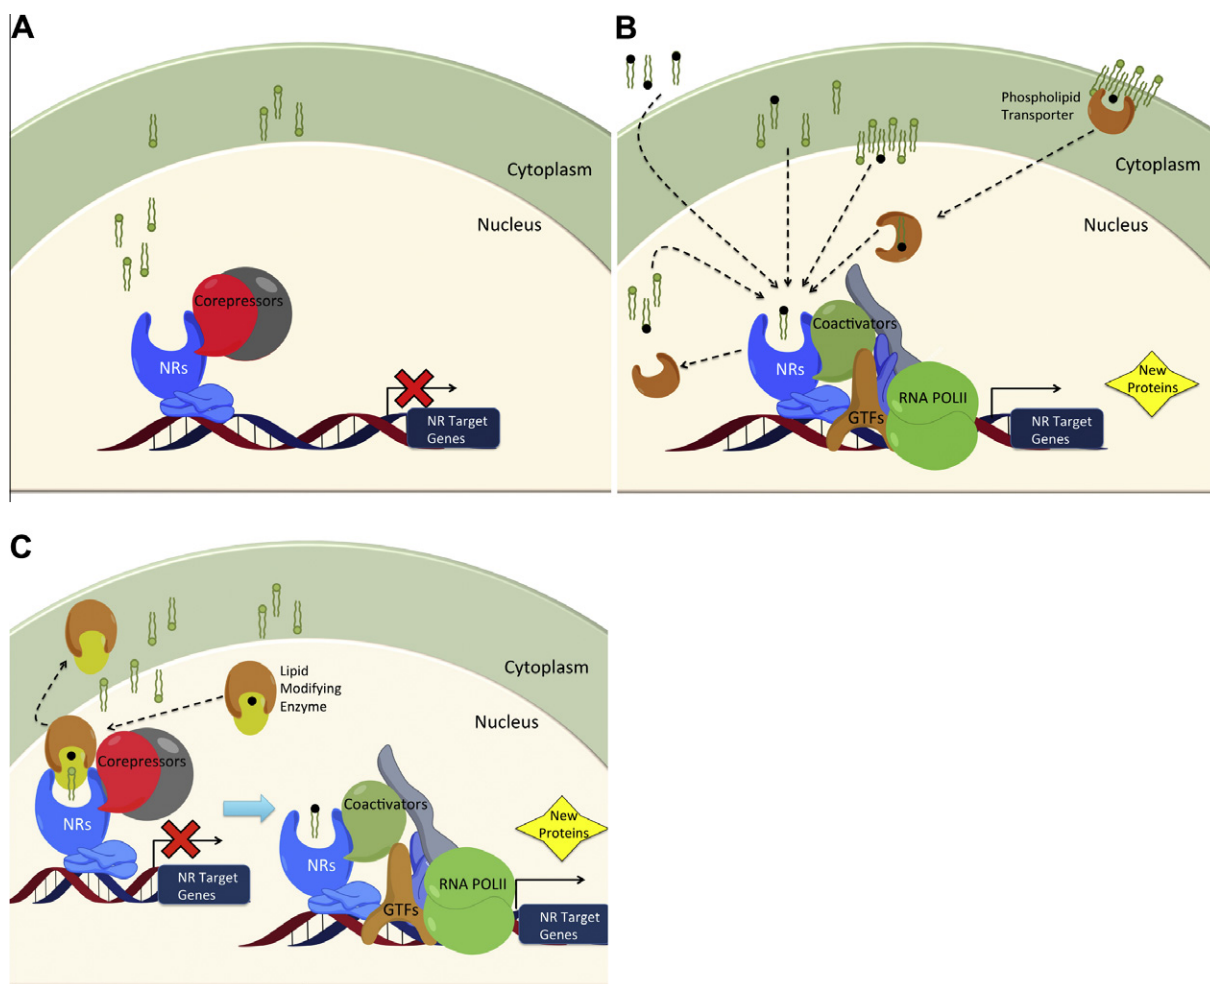 A
Cytoplasm
Nucleus
Corepressors
NRs
NR Target
Genes
B
Phospholipid
Transporter
Cytoplasm
Nucleus
Coactivators
NRs
New
Proteins
RNA POLII
GTFs
NR Target
Genes
C
Cytoplasm
Lipid
Modifying
Enzyme
Nucleus
Corepressors
NRs
NR Target
Genes
Coactivators
New
Proteins
NRs
RNA POLII
GTFs
NR Target
Genes